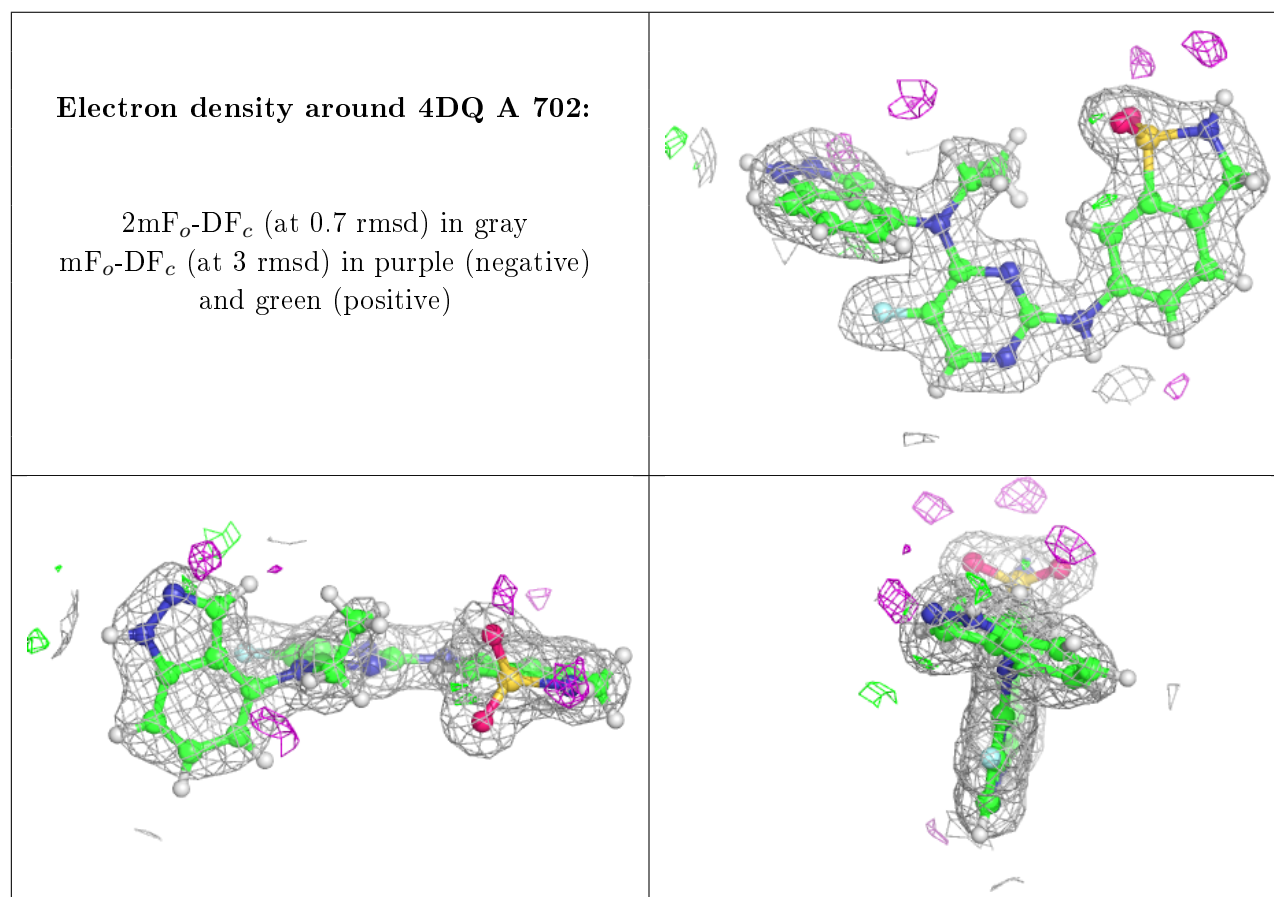 Electron density around 4DQ A 702:
2mFo-DFc (at 0.7 rmsd) in gray
mFo-DFc (at 3 rmsd) in purple (negative)
and green (positive)